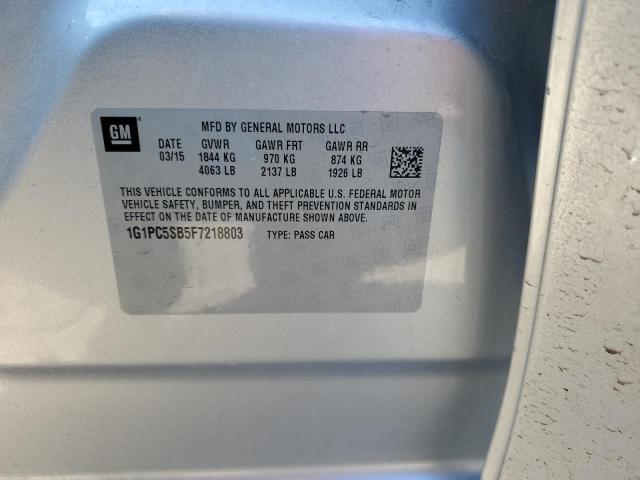 GM
MFD BY GENERAL MOTORS LLC
DATE GVWR GAWR FRT GAWR RR
03/15 1844 KG 970 KG 874 KG
4063 LB 2137 LB 1926 LB
THIS VEHICLE CONFORMS TO ALL APPLICABLE U.S. FEDERAL MOTOR
VEHICLE SAFETY, BUMPER, AND THEFT PREVENTION STANDARDS IN
EFFECT ON THE DATE OF MANUFACTURE SHOWN ABOVE.
1G1PC5SB5F7218803 TYPE: PASS CAR